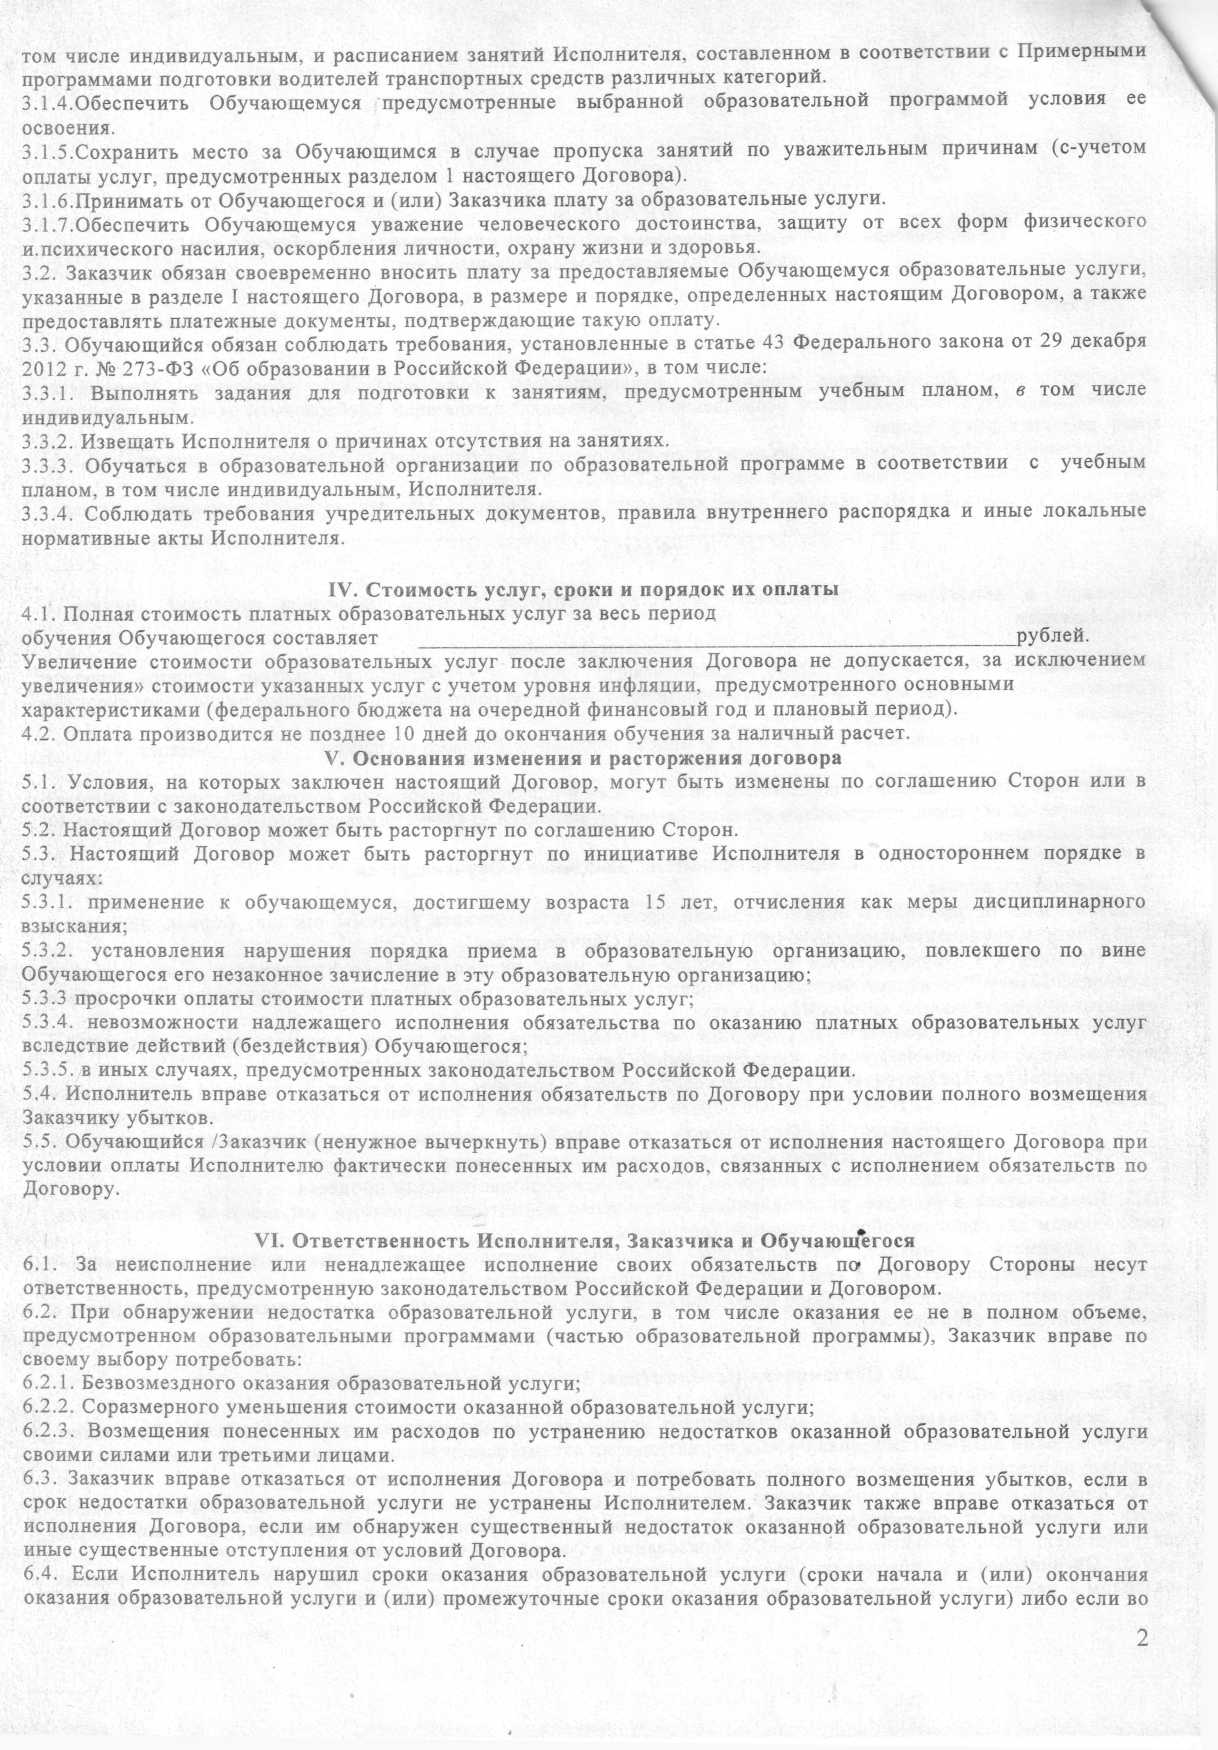 том числе индивидуальным, и расписанием занятий Исполнителя, составленном в соответствии с Примерными
программами подготовки водителей транспортных средств различных категорий.
3.1.4.Обеспечить Обучающемуся предусмотренные выбранной образовательной программой условия ее
освоения.
3.1.5.Сохранить место за Обучающимся в случае пропуска занятий по уважительным причинам (с-учетом
оплаты услуг, предусмотренных разделом 1 настоящего Договора).
3.1.6.Принимать от Обучающегося и (или) Заказчика плату за образовательные услуги.
3.1.7.Обеспечить Обучающемуся уважение человеческого достоинства, защиту от всех форм физического
и.психического насилия, оскорбления личности, охрану жизни и здоровья.
3.2. Заказчик обязан своевременно вносить плату за предоставляемые Обучающемуся образовательные услуги,
указанные в разделе I настоящего Договора, в размере и порядке, определенных настоящим Договором, а также
предоставлять платежные документы, подтверждающие такую оплату.
3.3. Обучающийся обязан соблюдать требования, установленные в статье 43 Федерального закона от 29 декабря
2012 г. № 273-ФЗ «Об образовании в Российской Федерации», в том числе:
3.3.1. Выполнять задания для подготовки к занятиям, предусмотренным учебным планом, в том числе
индивидуальным.
3.3.2. Извещать Исполнителя о причинах отсутствия на занятиях.
3.3.3. Обучаться в образовательной организации по образовательной программе в соответствии с учебным
планом, в том числе индивидуальным, Исполнителя.
3.3.4. Соблюдать требования учредительных документов, правила внутреннего распорядка и иные локальные
нормативные акты Исполнителя.
IV. Стоимость услуг, сроки и порядок их оплаты
4.1. Полная стоимость платных образовательных услуг за весь период
обучения Обучающегося составляет ____________________рублей.
Увеличение стоимости образовательных услуг после заключения Договора не допускается, за исключением
увеличения» стоимости указанных услуг с учетом уровня инфляции, предусмотренного основными
характеристиками (федерального бюджета на очередной финансовый год и плановый период).
4.2. Оплата производится не позднее 10 дней до окончания обучения за наличный расчет.
V. Основания изменения и расторжения договора
5.1. Условия, на которых заключен настоящий Договор, могут быть изменены по соглашению Сторон или в
соответствии с законодательством Российской Федерации.
5.2. Настоящий Договор может быть расторгнут по соглашению Сторон.
5.3. Настоящий Договор может быть расторгнут по инициативе Исполнителя в одностороннем порядке в
случаях:
5.3.1. применение к обучающемуся, достигшему возраста 15 лет, отчисления как меры дисциплинарного
взыскания;
5.3.2. установления нарушения порядка приема в образовательную организацию, повлекшего по вине
Обучающегося его незаконное зачисление в эту образовательную организацию;
5.3.3 просрочки оплаты стоимости платных образовательных услуг;
5.3.4. невозможности надлежащего исполнения обязательства по оказанию платных образовательных услуг
вследствие действий (бездействия) Обучающегося;
5.3.5. в иных случаях, предусмотренных законодательством Российской Федерации.
5.4. Исполнитель вправе отказаться от исполнения обязательств по Договору при условии полного возмещения
Заказчику убытков.
5.5. Обучающийся /Заказчик (ненужное вычеркнуть) вправе отказаться от исполнения настоящего Договора при
условии оплаты Исполнителю фактически понесенных им расходов, связанных с исполнением обязательств по
Договору.
VI. Ответственность Исполнителя, Заказчика и Обучающегося
6.1. За неисполнение или ненадлежащее исполнение своих обязательств по Договору Стороны несут
ответственность, предусмотренную законодательством Российской Федерации и Договором.
6.2. При обнаружении недостатка образовательной услуги, в том числе оказания ее не в полном объеме,
предусмотренном образовательными программами (частью образовательной программы), Заказчик вправе по
своему выбору потребовать:
6.2.1. Безвозмездного оказания образовательной услуги;
6.2.2. Соразмерного уменьшения стоимости оказанной образовательной услуги;
6.2.3. Возмещения понесенных им расходов по устранению недостатков оказанной образовательной услуги
своими силами или третьими лицами.
6.3. Заказчик вправе отказаться от исполнения Договора и потребовать полного возмещения убытков, если в
срок недостатки образовательной услуги не устранены Исполнителем. Заказчик также вправе отказаться от
исполнения Договора, если им обнаружен существенный недостаток оказанной образовательной услуги или
иные существенные отступления от условий Договора.
6.4. Если Исполнитель нарушил сроки оказания образовательной услуги (сроки начала и (или) окончания
оказания образовательной услуги и (или) промежуточные сроки оказания образовательной услуги) либо если во
2